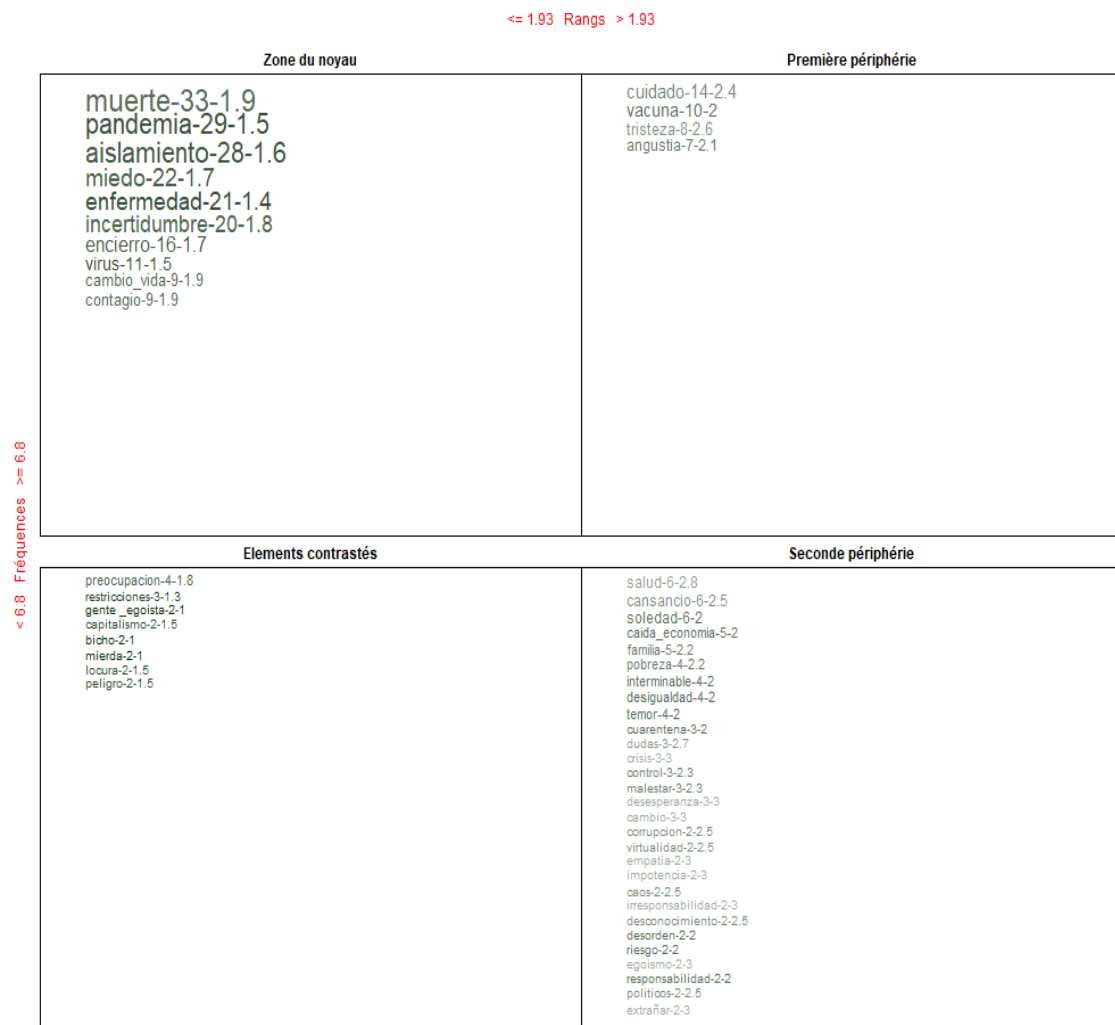 <= 1.93 Rangs > 1.93
Zone du noyau
muerte-33-1.9
pandemia-29-1.5
aislamiento-28-1.6
miedo-22-1.7
enfermedad-21-1.4
incertidumbre-20-1.8
encierro-16-1.7
virus-11-1.5
cambio_vida-9-1.9
contagio-9-1.9
Première périphérie
cuidado-14-2.4
vacuna-10-2
tristeza-8-2.6
angustia-7-2.1
< 6.8 Fréquences >= 6.8
Elements contrastés
preocupacion-4-1.8
restricciones-3-1.3
gente _egoista-2-1
capitalismo-2-1.5
bicho-2-1
mierda-2-1
locura-2-1.5
peligro-2-1.5
Seconde périphérie
salud-6-2.8
cansancio-6-2.5
soledad-6-2
caida_economia-5-2
familia-5-2.2
pobreza-4-2.2
interminable-4-2
desigualdad-4-2
temor-4-2
cuarentena-3-2
dudas-3-2.7
crisis-3-3
control-3-2.3
malestar-3-2.3
desesperanza-3-3
cambio-3-3
corrupcion-2-2.5
virtualidad-2-2.5
empatia-2-3
impotencia-2-3
caos-2-2.5
irresponsabilidad-2-3
desconocimiento-2-2.5
desorden-2-2
riesgo-2-2
egoismo-2-3
responsabilidad-2-2
politicos-2-2.5
extrañar-2-3